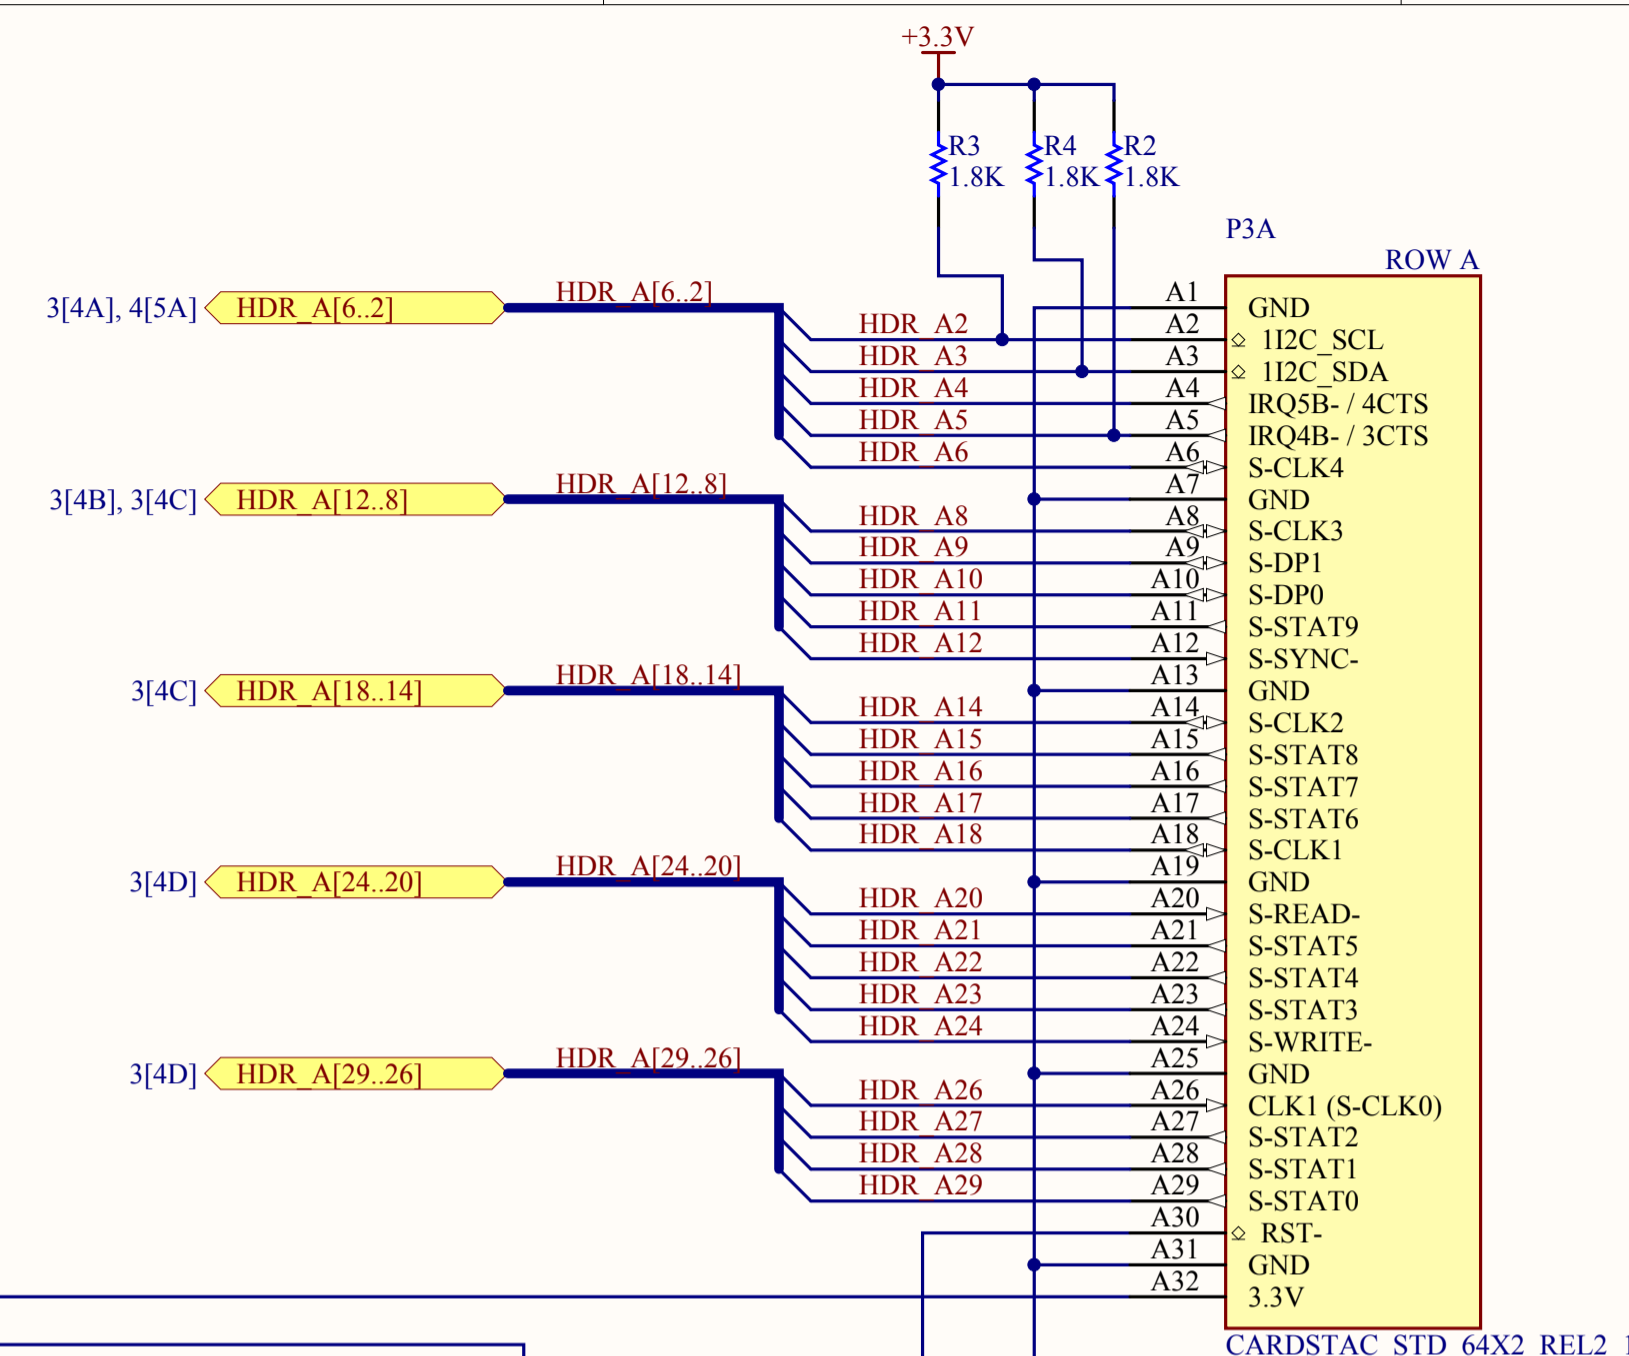 +3.3V
R3
1.8K
R4
1.8K
R2
1.8K
P3A
ROW A
3[4A], 4[5A]
HDR_A[6..2]
HDR_A[6..2]
A1 GND
HDR_A2 A2 1I2C_SCL
HDR_A3 A3 1I2C_SDA
HDR_A4 A4 IRQ5B- / 4CTS
HDR_A5 A5 IRQ4B- / 3CTS
HDR_A6 A6 S-CLK4
3[4B], 3[4C]
HDR_A[12..8]
HDR_A[12..8]
A7 GND
HDR_A8 A8 S-CLK3
HDR_A9 A9 S-DP1
HDR_A10 A10 S-DP0
HDR_A11 A11 S-STAT9
HDR_A12 A12 S-SYNC-
3[4C]
HDR_A[18..14]
HDR_A[18..14]
A13 GND
HDR_A14 A14 S-CLK2
HDR_A15 A15 S-STAT8
HDR_A16 A16 S-STAT7
HDR_A17 A17 S-STAT6
HDR_A18 A18 S-CLK1
3[4D]
HDR_A[24..20]
HDR_A[24..20]
A19 GND
HDR_A20 A20 S-READ-
HDR_A21 A21 S-STAT5
HDR_A22 A22 S-STAT4
HDR_A23 A23 S-STAT3
HDR_A24 A24 S-WRITE-
3[4D]
HDR_A[29..26]
HDR_A[29..26]
A25 GND
HDR_A26 A26 CLK1 (S-CLK0)
HDR_A27 A27 S-STAT2
HDR_A28 A28 S-STAT1
HDR_A29 A29 S-STAT0
A30 RST-
A31 GND
A32 3.3V
CARDSTAC STD 64X2 REL2